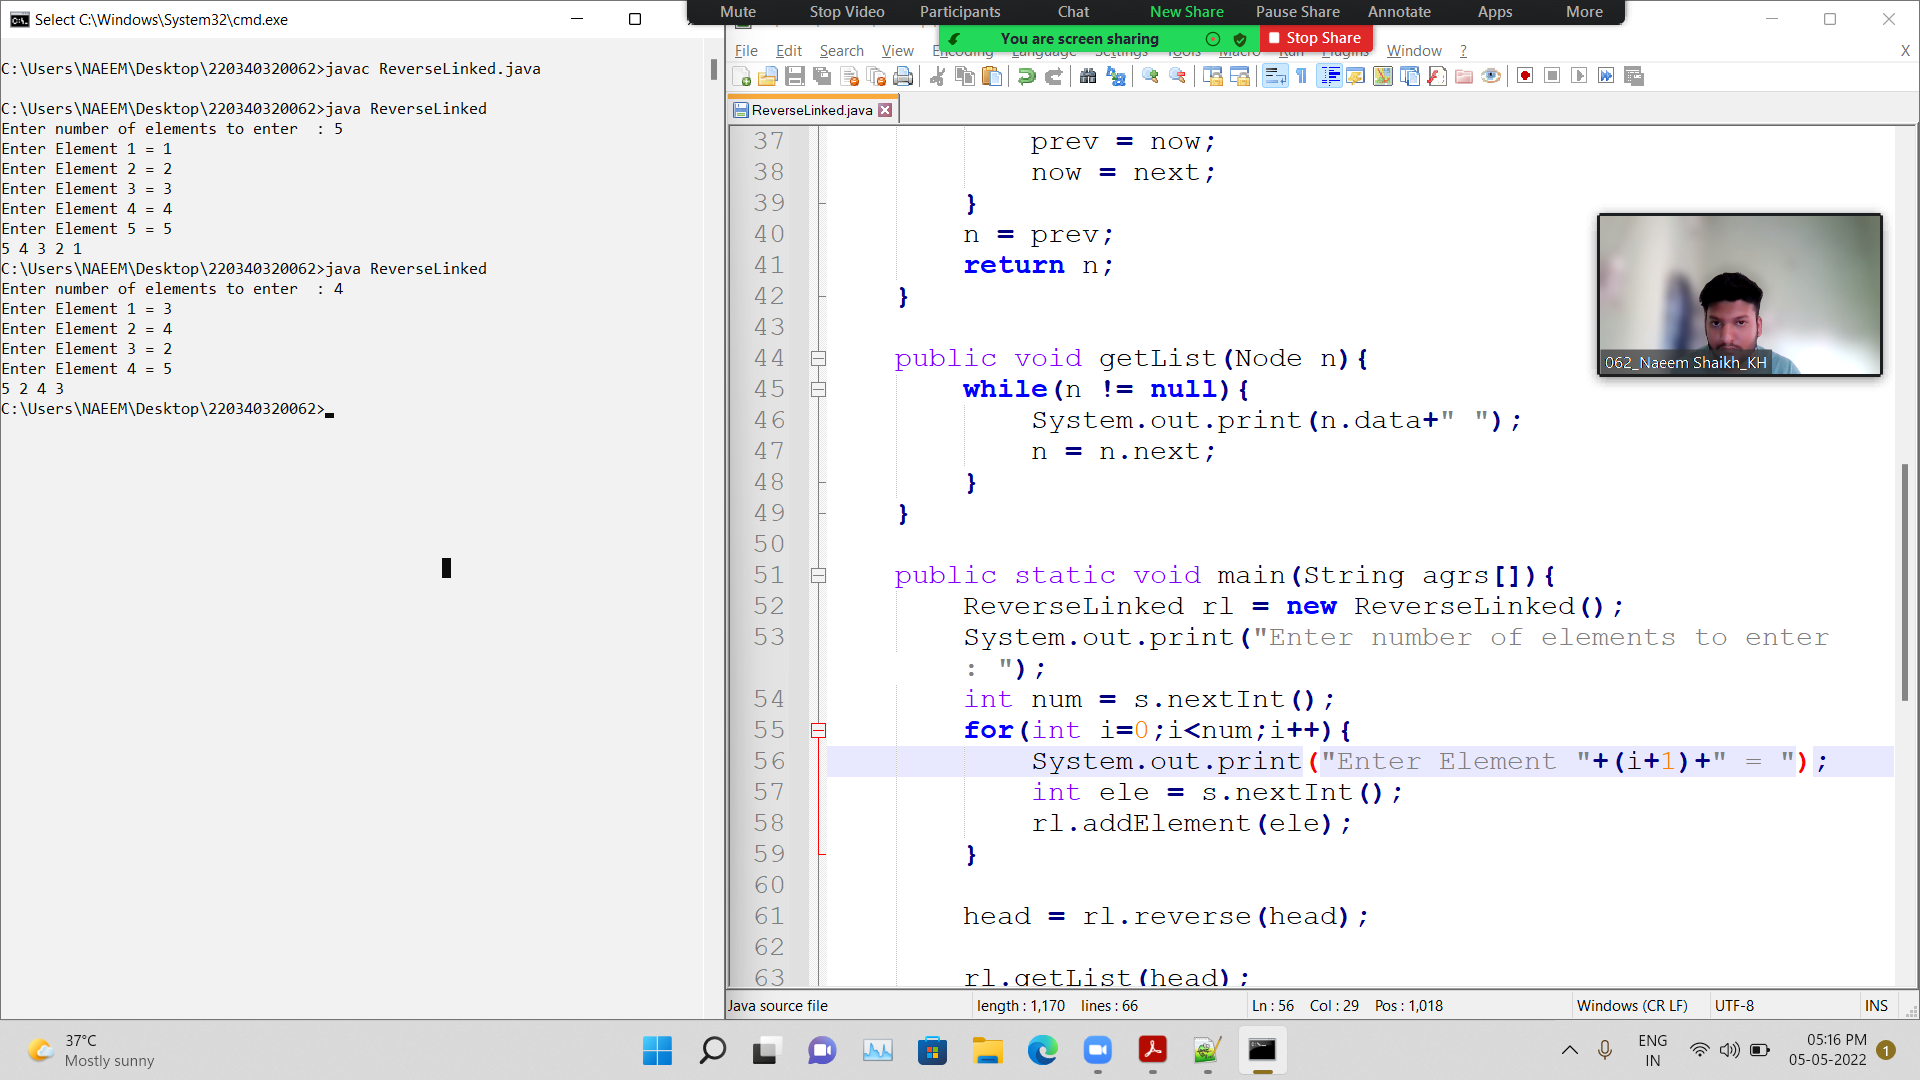 Select C:\Windows\System32\cmd.exe
C:\Users\NAEEM\Desktop\220340320062>javac ReverseLinked.java
C:\Users\NAEEM\Desktop\220340320062>java ReverseLinked
Enter number of elements to enter  : 5
Enter Element 1 = 1
Enter Element 2 = 2
Enter Element 3 = 3
Enter Element 4 = 4
Enter Element 5 = 5
5 4 3 2 1
C:\Users\NAEEM\Desktop\220340320062>java ReverseLinked
Enter number of elements to enter  : 4
Enter Element 1 = 3
Enter Element 2 = 4
Enter Element 3 = 2
Enter Element 4 = 5
5 2 4 3
C:\Users\NAEEM\Desktop\220340320062>
Mute Stop Video Participants Chat New Share Pause Share Annotate Apps More
You are screen sharing Stop Share
File Edit Search View Encoding Language Settings Tools Macro Run Plugins Window ? X
ReverseLinked.java
37 prev = now;
38 now = next;
39 }
40 n = prev;
41 return n;
42 }
43
44 public void getList(Node n){
45 while(n != null){
46 System.out.print(n.data+" ");
47 n = n.next;
48 }
49 }
50
51 public static void main(String agrs[]){
52 ReverseLinked rl = new ReverseLinked();
53 System.out.print("Enter number of elements to enter
: ");
54 int num = s.nextInt();
55 for(int i=0;i<num;i++){
56 System.out.print("Enter Element "+(i+1)+" = ");
57 int ele = s.nextInt();
58 rl.addElement(ele);
59 }
60
61 head = rl.reverse(head);
62
63 rl.getList(head);
062_Naeem Shaikh_KH
Java source file length : 1,170 lines : 66 Ln : 56 Col : 29 Pos : 1,018 Windows (CR LF) UTF-8 INS
37°C
Mostly sunny
ENG
IN
05:16 PM
05-05-2022
1